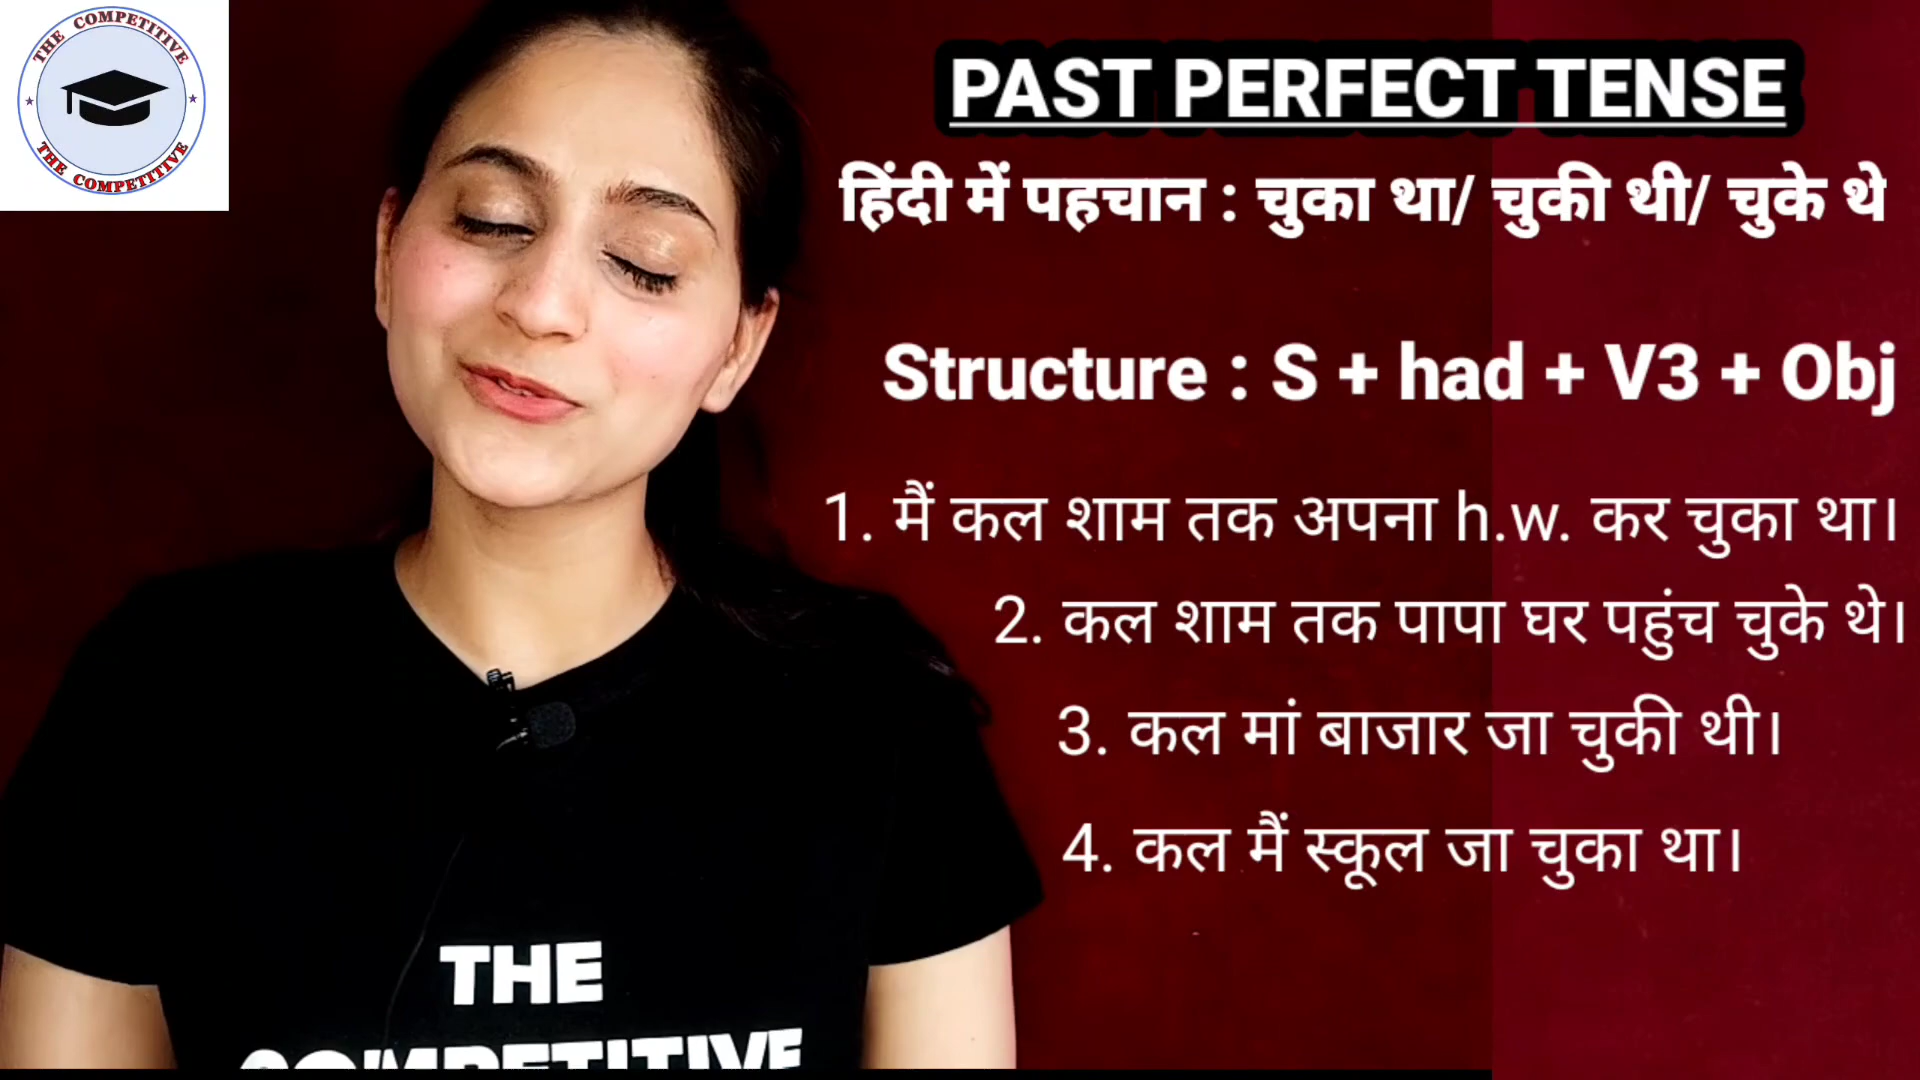 THE COMPETITIVE
THE COMPETITIVE
PAST PERFECT TENSE
हिंदी में पहचान : चुका था/ चुकी थी/ चुके थे
Structure : S + had + V3 + Obj
1. मैं कल शाम तक अपना h.w. कर चुका था।
2. कल शाम तक पापा घर पहुंच चुके थे।
3. कल मां बाजार जा चुकी थी।
4. कल मैं स्कूल जा चुका था।
THE
COMPETITIVE